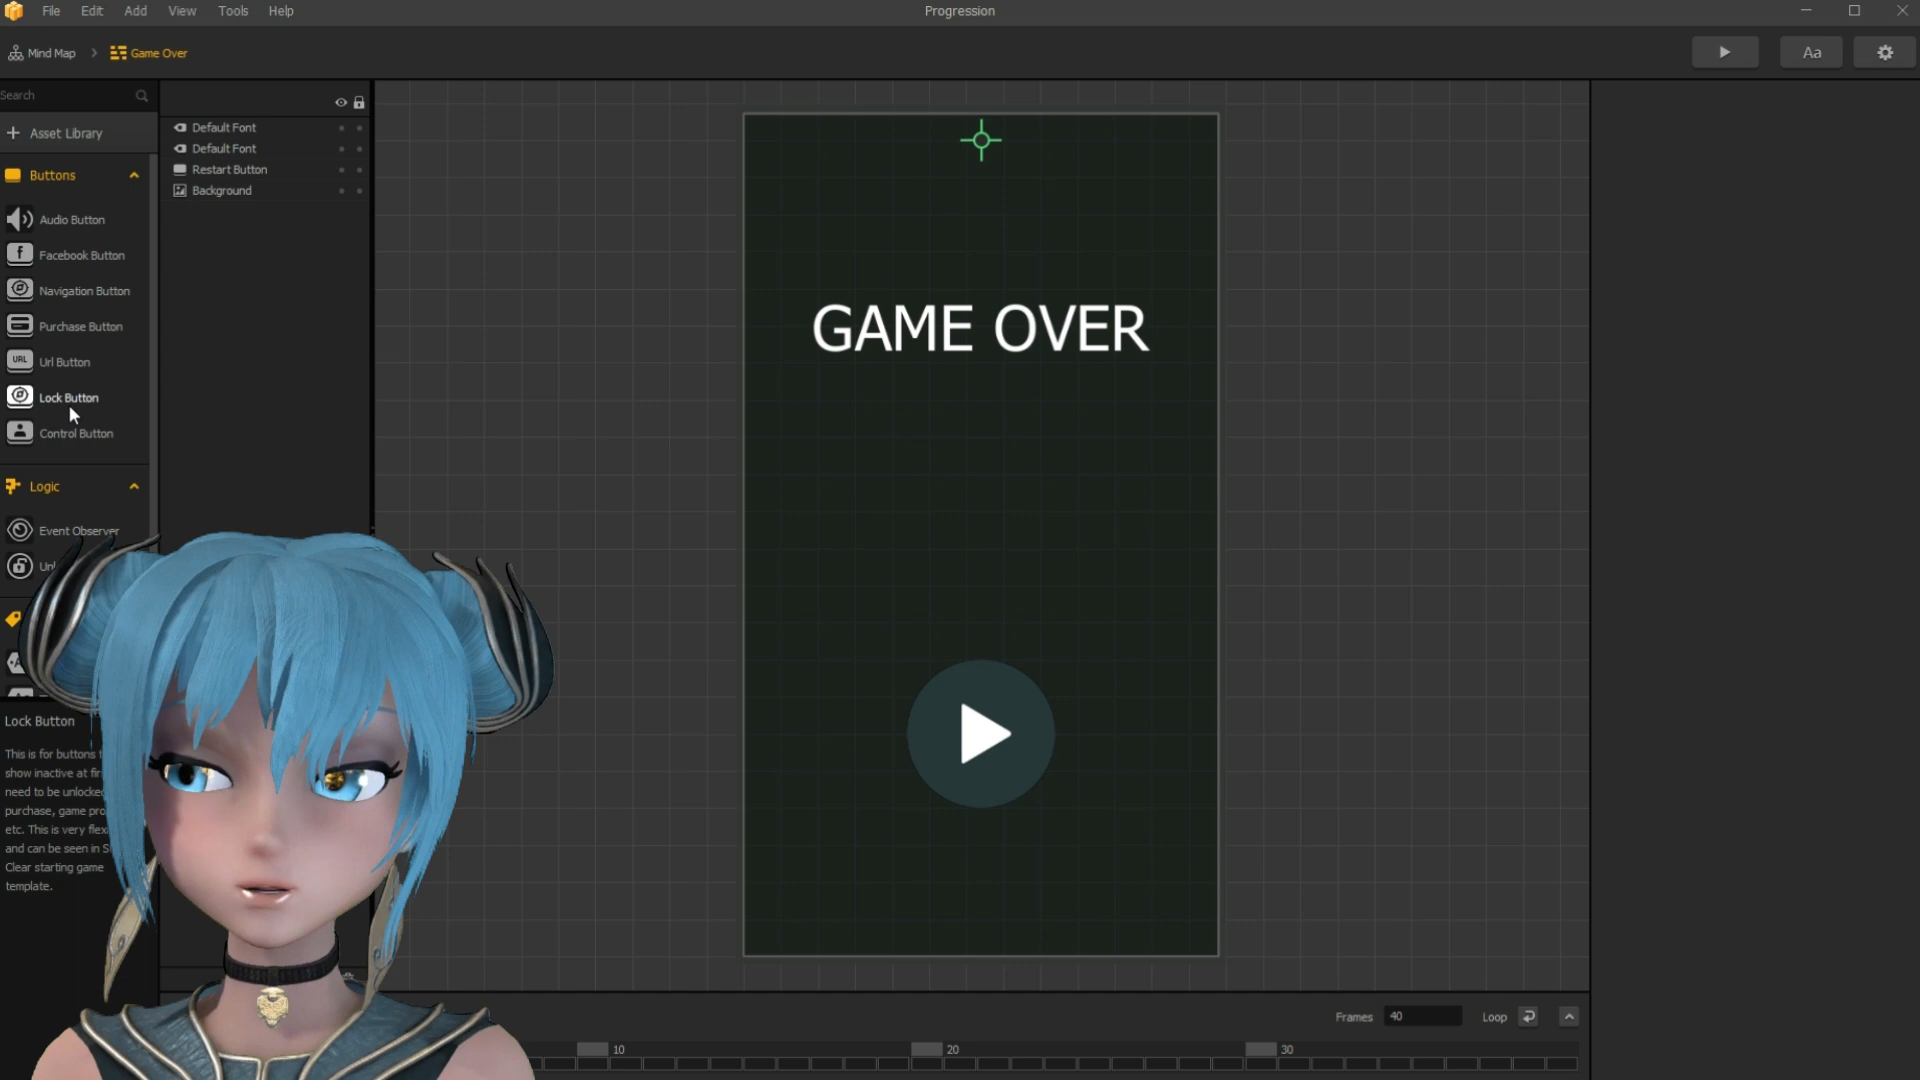 File Edit Add View Tools Help
Progression
Mind Map
Game Over
Aa
Search
Asset Library
Default Font
Default Font
Restart Button
Background
Buttons
Audio Button
Facebook Button
Navigation Button
Purchase Button
URL
Url Button
Lock Button
Control Button
Logic
Event Observer
GAME OVER
Lock Button
This is for buttons
show inactive at
need to be unlocked
purchase, game
etc. This is very
and can be seen in
Clear starting game
template.
Frames 40 Loop
10 20 30